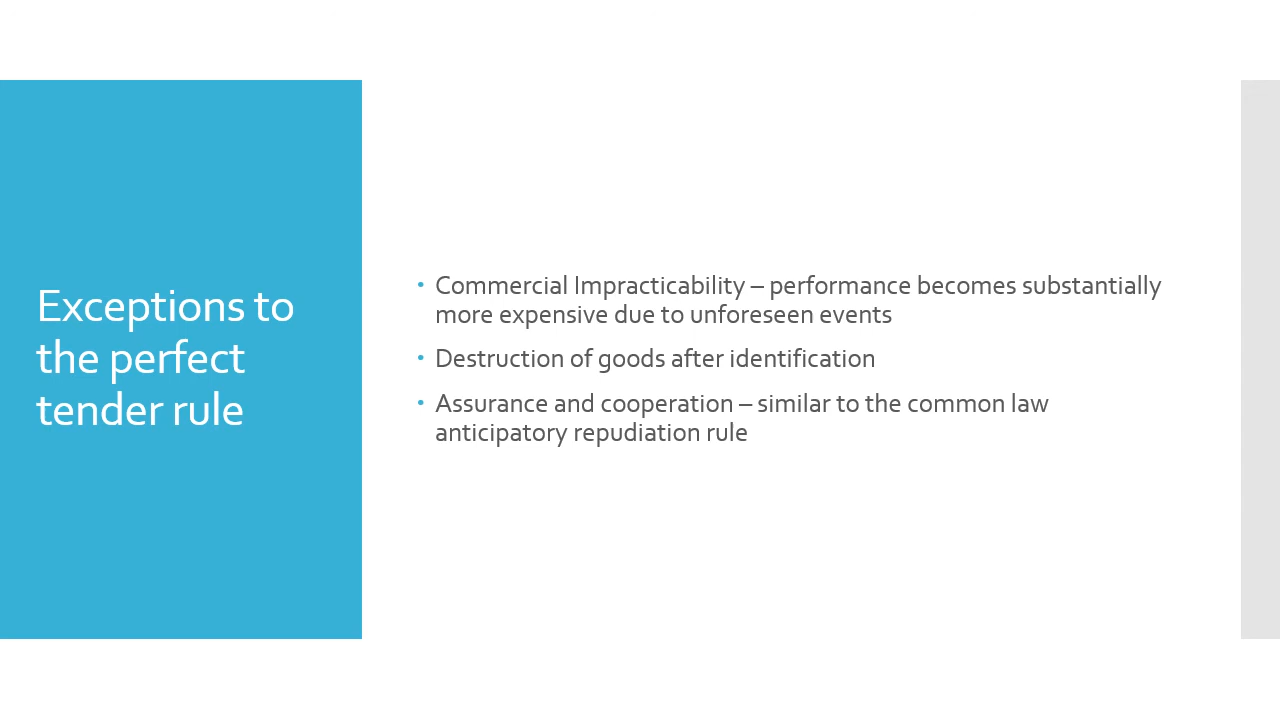 Exceptions to
the perfect
tender rule
• Commercial Impracticability – performance becomes substantially
more expensive due to unforeseen events
• Destruction of goods after identification
• Assurance and cooperation – similar to the common law
anticipatory repudiation rule